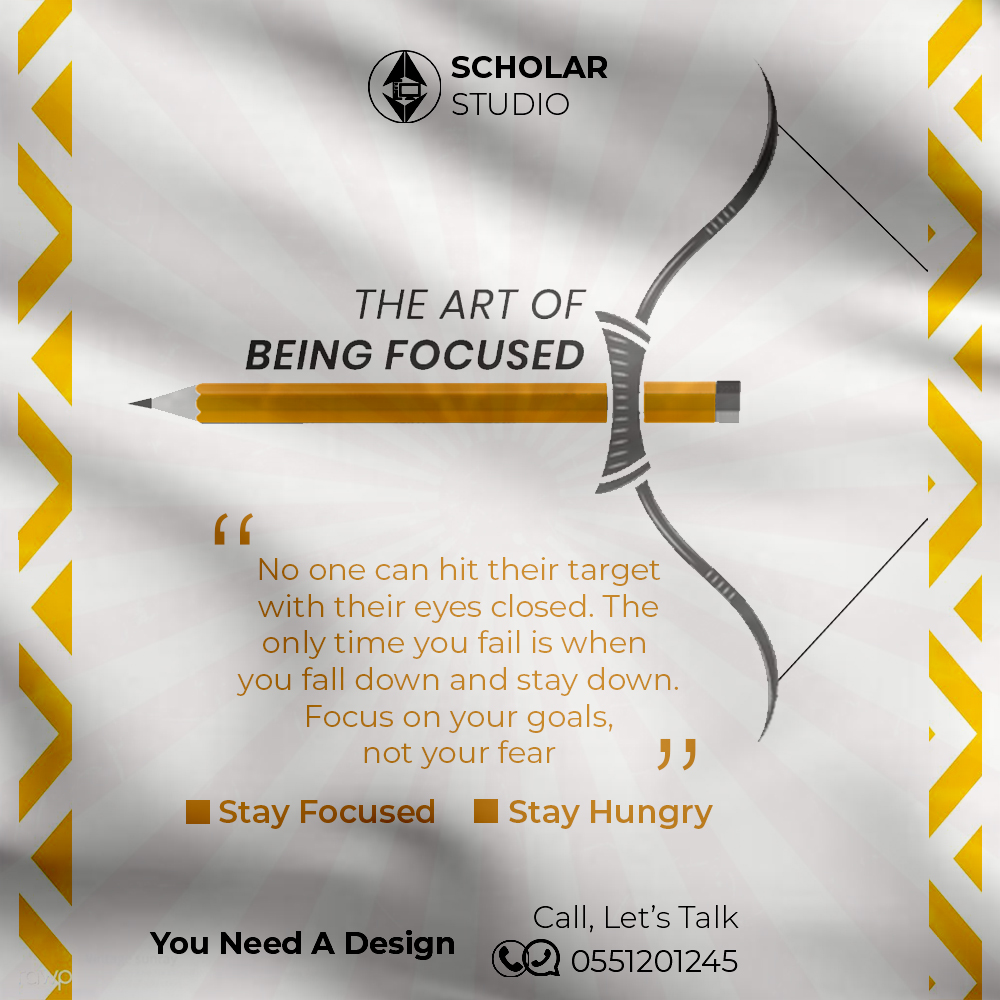 SCHOLAR
STUDIO
THE ART OF
BEING FOCUSED
“
No one can hit their target
with their eyes closed. The
only time you fail is when
you fall down and stay down.
Focus on your goals,
not your fear
”
Stay Focused
Stay Hungry
You Need A Design
Call, Let’s Talk
0551201245